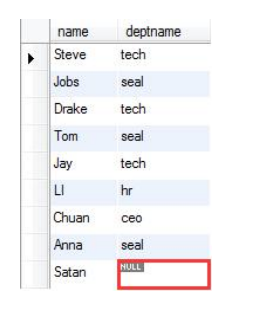 name deptname
Steve tech
Jobs seal
Drake tech
Tom seal
Jay tech
LI hr
Chuan ceo
Anna seal
Satan NULL